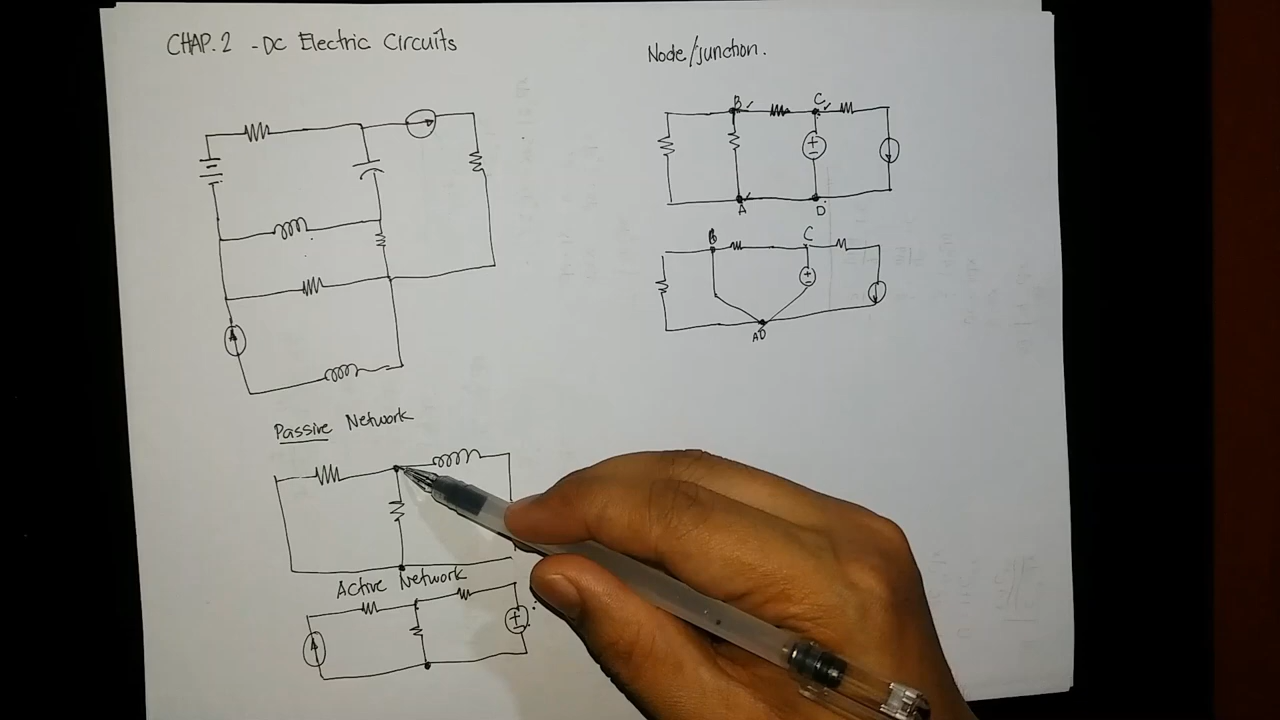 CHAP. 2 - DC Electric Circuits
Node/junction.
B C
A D
B C
AD
Passive Network
Active Network